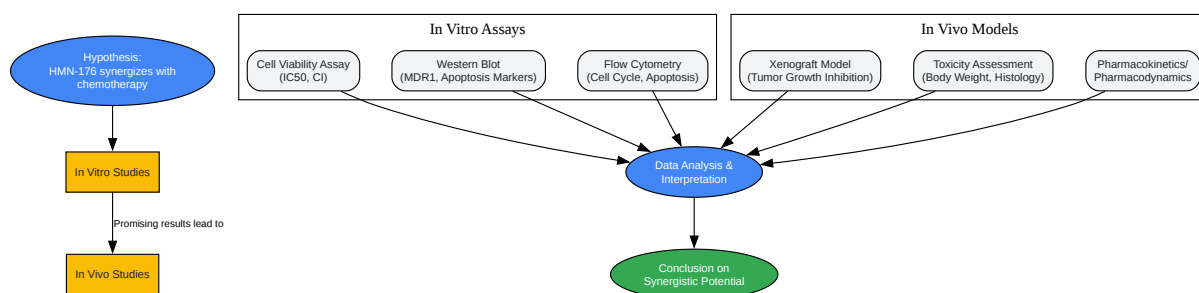 Hypothesis:
HMN-176 synergizes with
chemotherapy
In Vitro Studies
Promising results lead to
In Vivo Studies
In Vitro Assays
Cell Viability Assay
(IC50, CI)
Western Blot
(MDR1, Apoptosis Markers)
Flow Cytometry
(Cell Cycle, Apoptosis)
In Vivo Models
Xenograft Model
(Tumor Growth Inhibition)
Toxicity Assessment
(Body Weight, Histology)
Pharmacokinetics/
Pharmacodynamics
Data Analysis &
Interpretation
Conclusion on
Synergistic Potential